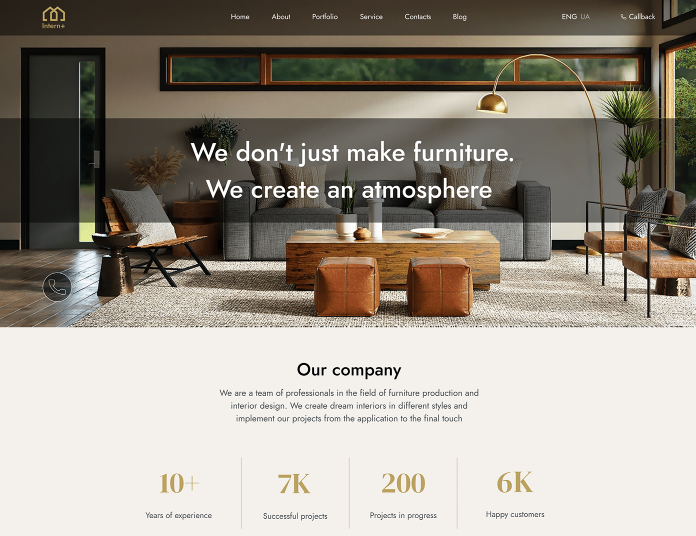 Intern+
Home About Portfolio Service Contacts Blog ENG UA Callback
We don't just make furniture.
We create an atmosphere
Our company
We are a team of professionals in the field of furniture production and
interior design. We create dream interiors in different styles and
implement our projects from the application to the final touch
10+ 7K 200 6K
Years of experience Successful projects Projects in progress Happy customers